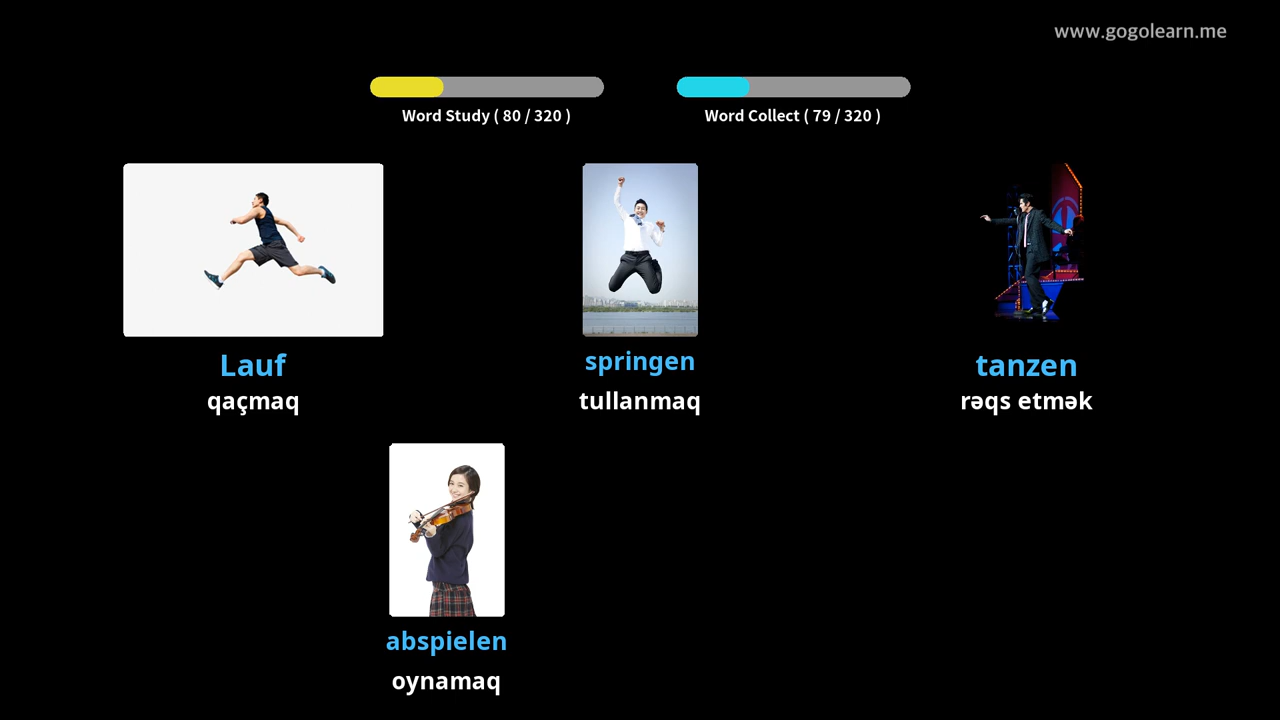 www.gogolearn.me
Word Study ( 80 / 320 )
Word Collect ( 79 / 320 )
Lauf
springen
tanzen
qaçmaq
tullanmaq
rəqs etmək
abspielen
oynamaq